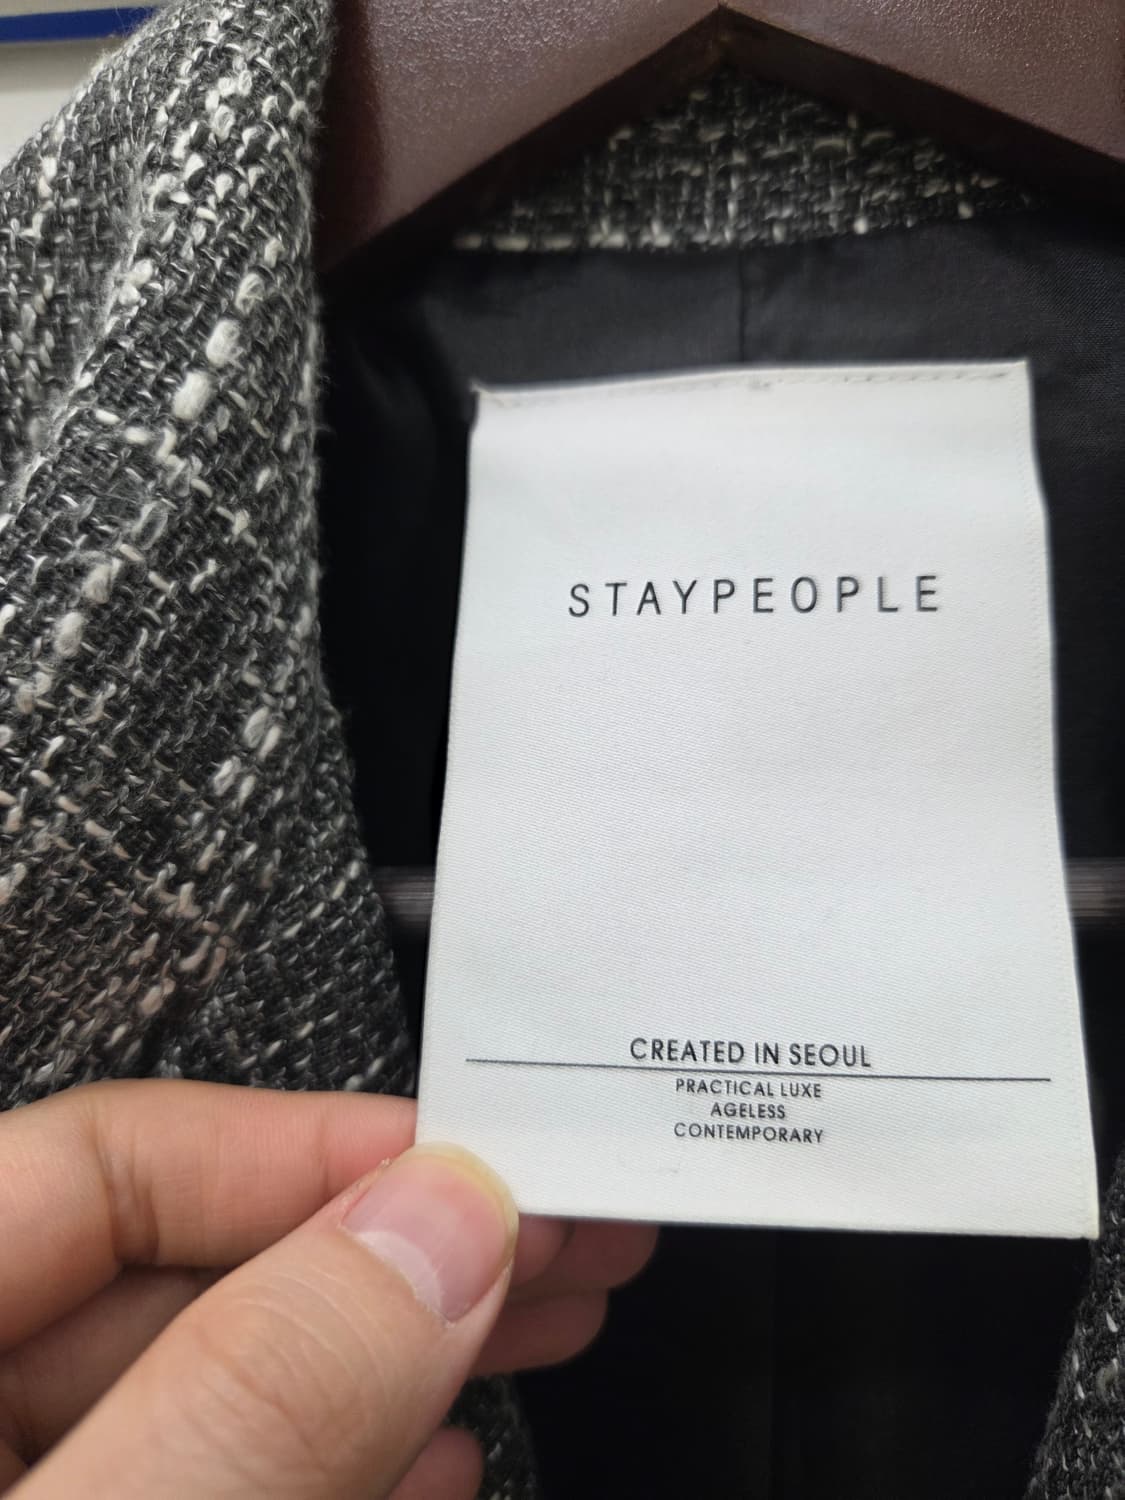 STAYPEOPLE
CREATED IN SEOUL
PRACTICAL LUXE
AGELESS
CONTEMPORARY